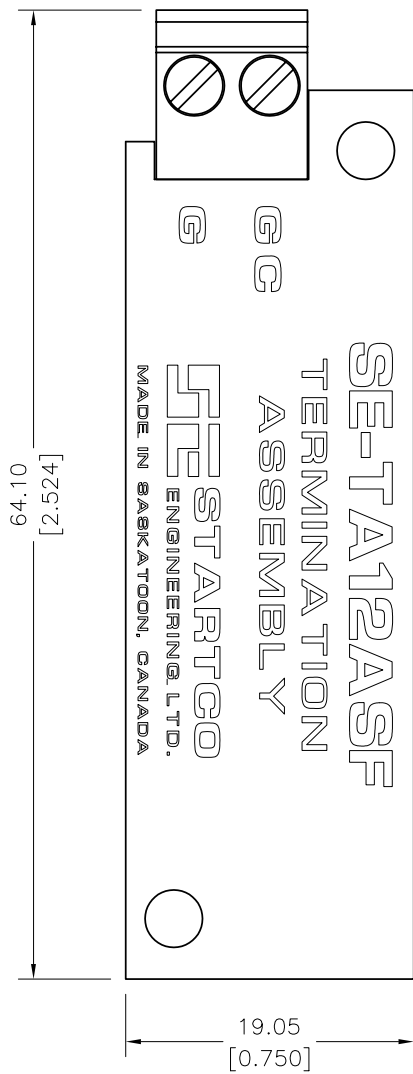 G
GC
SE-TA12ASF
TERMINATION
ASSEMBLY
STARTCO
ENGINEERING LTD.
MADE IN SASKATOON, CANADA
64.10
[2.524]
19.05
[0.750]